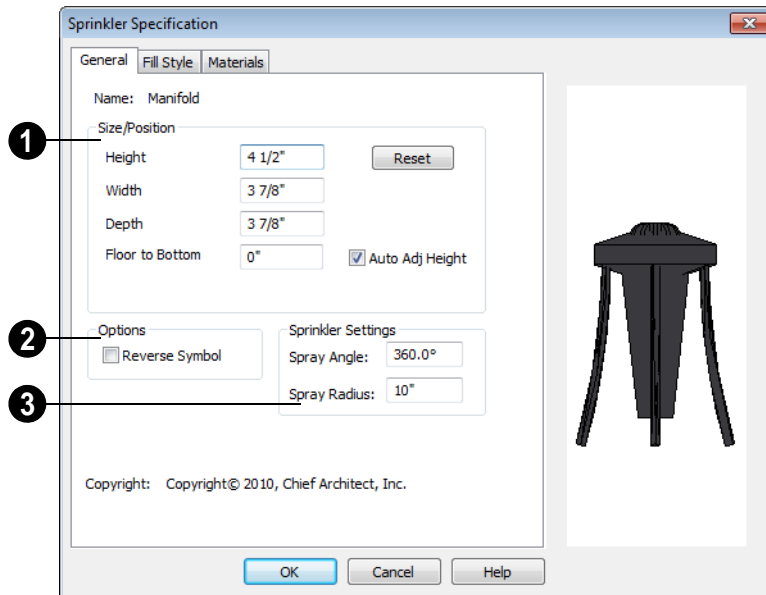 Sprinkler Specification
General Fill Style Materials
Name: Manifold
1
Size/Position
Height 4 1/2" Reset
Width 3 7/8"
Depth 3 7/8"
Floor to Bottom 0" Auto Adj Height
2
Options
Reverse Symbol
3
Sprinkler Settings
Spray Angle: 360.0°
Spray Radius: 10"
Copyright: Copyright© 2010, Chief Architect, Inc.
OK Cancel Help